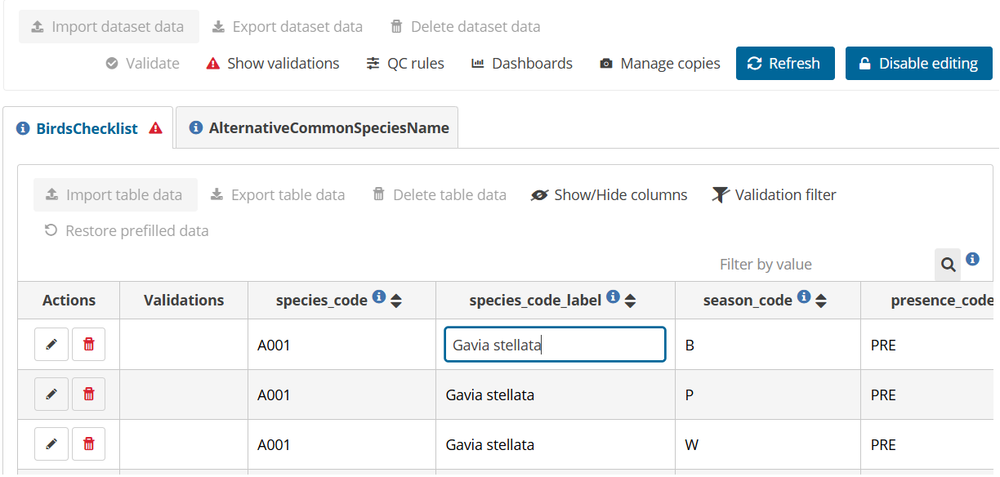 Import dataset data Export dataset data Delete dataset data
Validate Show validations QC rules Dashboards Manage copies Refresh Disable editing
BirdsChecklist AlternativeCommonSpeciesName
Import table data Export table data Delete table data Show/Hide columns Validation filter
Restore prefilled data
Filter by value
Actions Validations species_code species_code_label season_code presence_code
A001 Gavia stellata B PRE
A001 Gavia stellata P PRE
A001 Gavia stellata W PRE